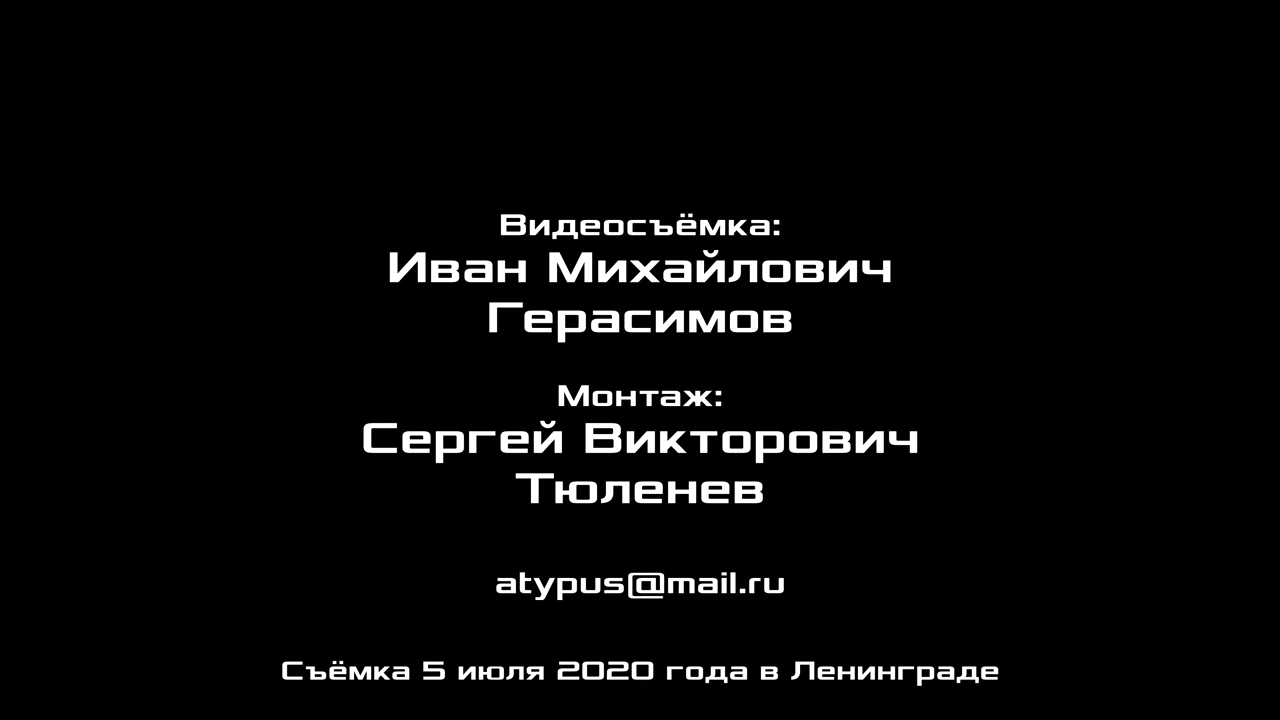 Видеосъёмка:
Иван Михайлович
Герасимов
Монтаж:
Сергей Викторович
Тюленев
atypus@mail.ru
Съёмка 5 июля 2020 года в Ленинграде